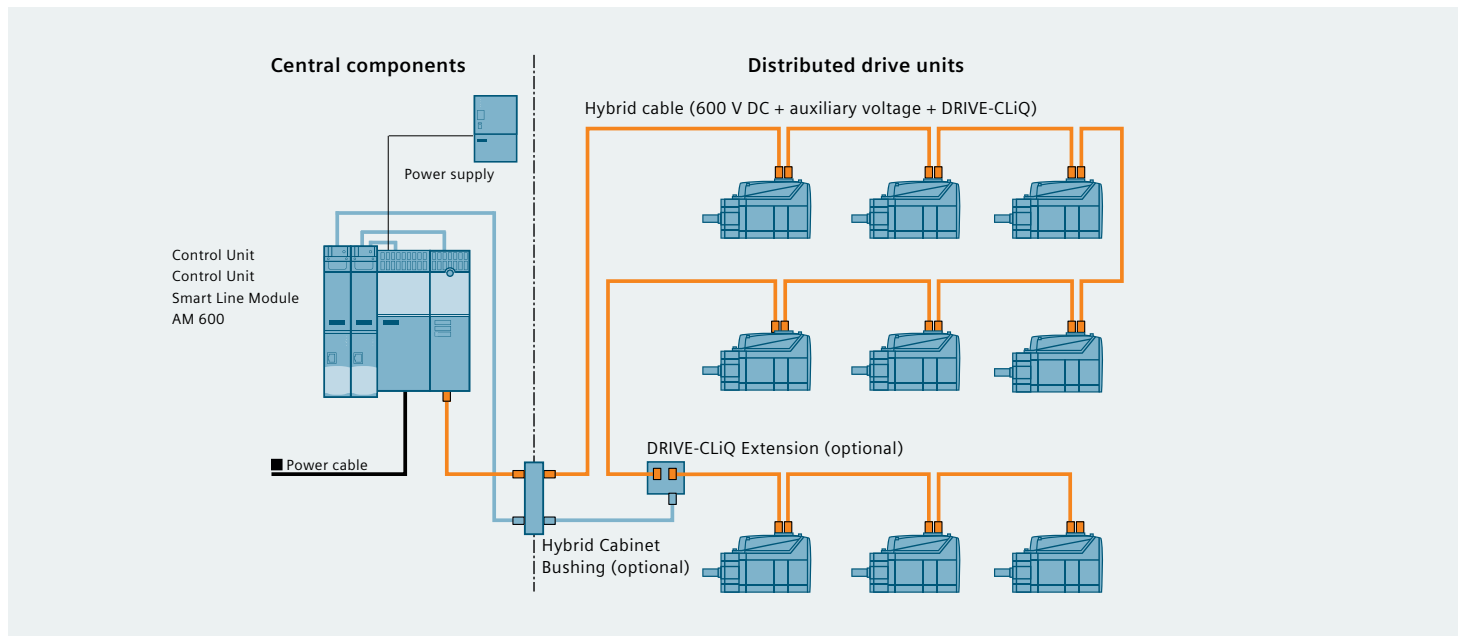 Central components
Distributed drive units
Hybrid cable (600 V DC + auxiliary voltage + DRIVE-CLiQ)
Power supply
Control Unit
Control Unit
Smart Line Module
AM 600
Power cable
DRIVE-CLiQ Extension (optional)
Hybrid Cabinet
Bushing (optional)